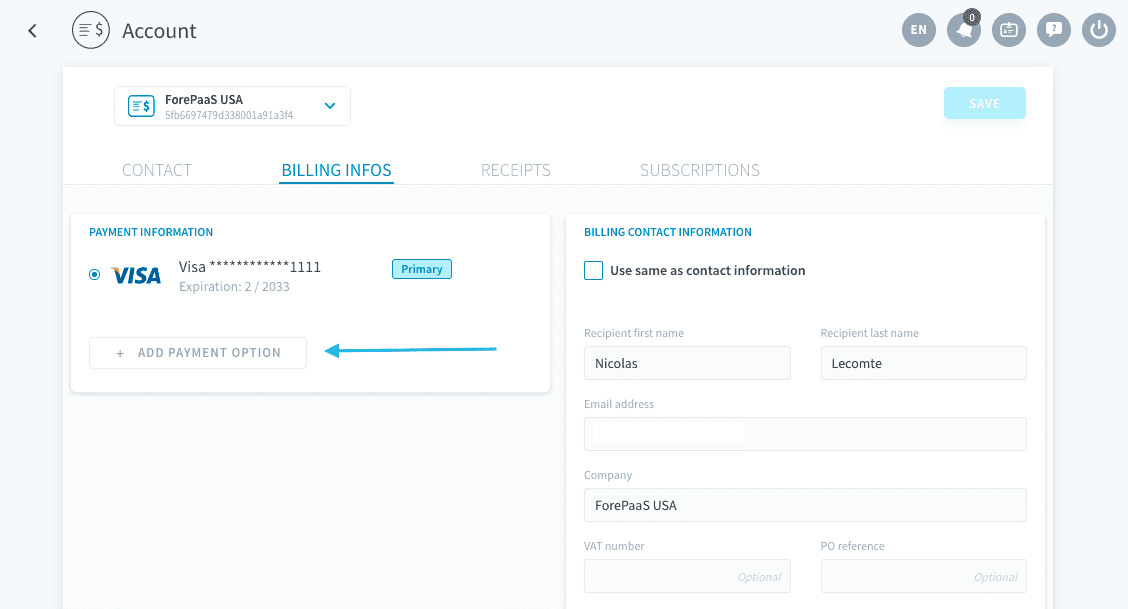 Account
EN
0
ForePaaS USA
5fb6697479d338001a91a3f4
SAVE
CONTACT
BILLING INFOS
RECEIPTS
SUBSCRIPTIONS
PAYMENT INFORMATION
VISA
Visa ************1111
Primary
Expiration: 2 / 2033
+ ADD PAYMENT OPTION
BILLING CONTACT INFORMATION
Use same as contact information
Recipient first name
Nicolas
Recipient last name
Lecomte
Email address
Company
ForePaaS USA
VAT number
Optional
PO reference
Optional